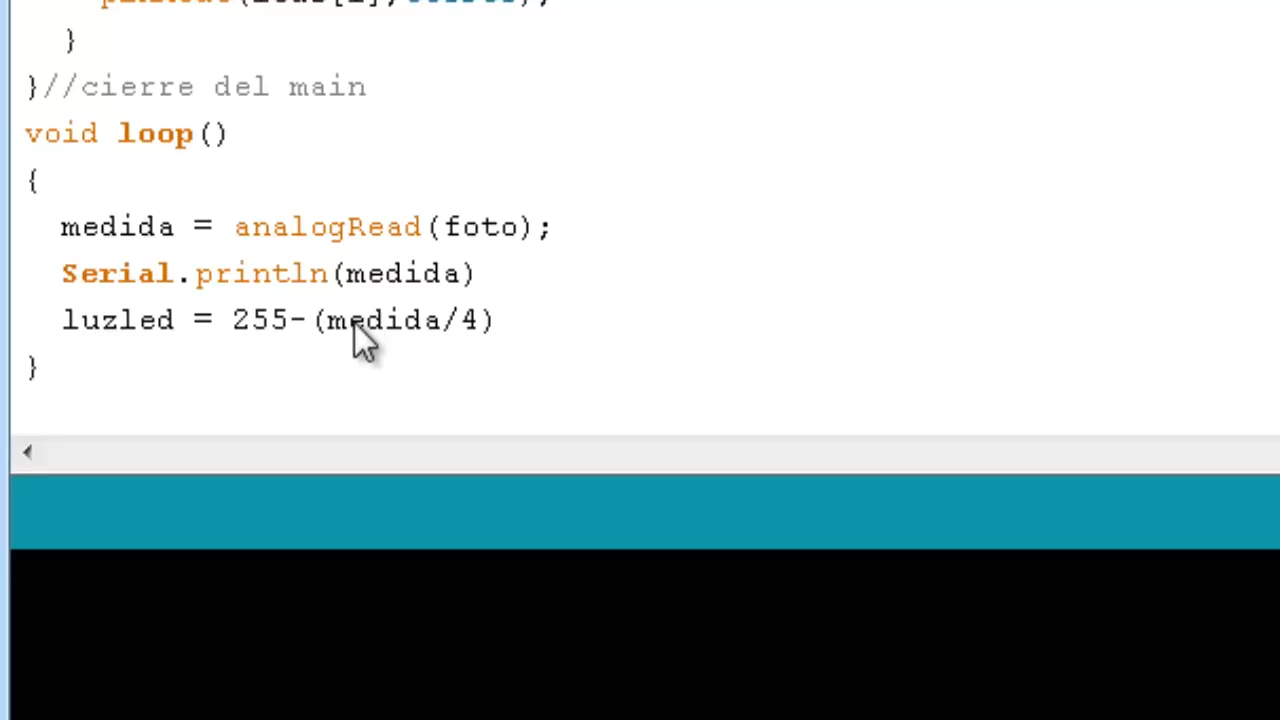 }
}//cierre del main
void loop()
{
medida = analogRead(foto);
Serial.println(medida)
luzled = 255-(medida/4)
}